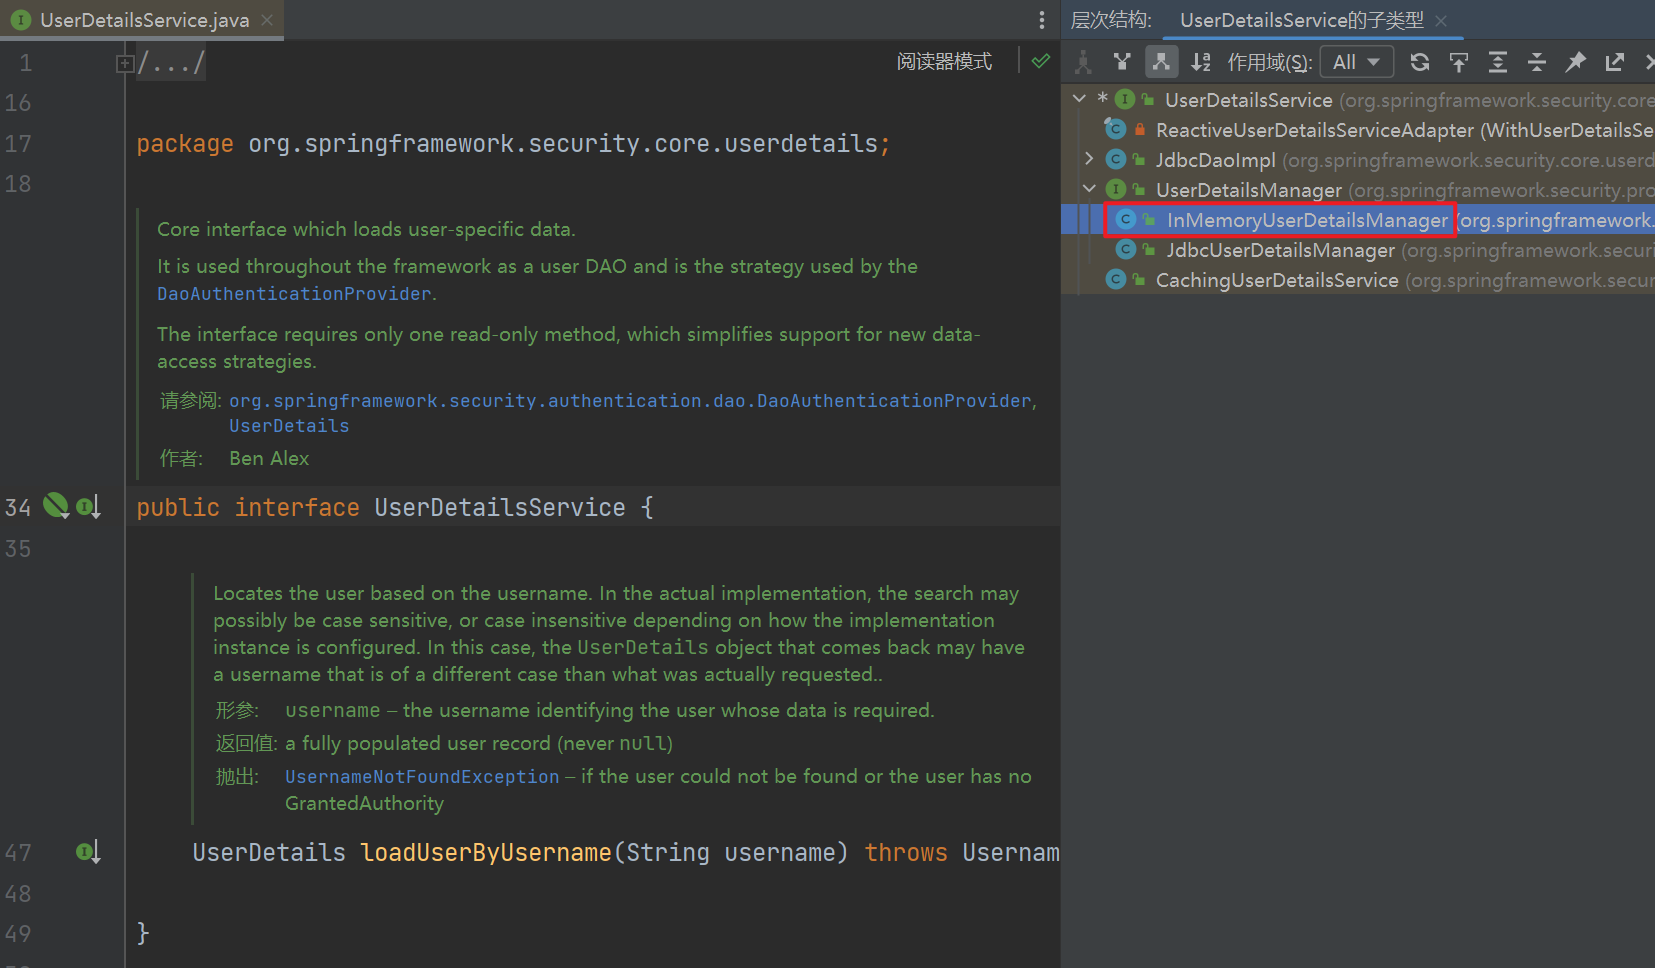 UserDetailsService.java
1 /.../
阅读器模式
16
17 package org.springframework.security.core.userdetails;
18
Core interface which loads user-specific data.
It is used throughout the framework as a user DAO and is the strategy used by the
DaoAuthenticationProvider.
The interface requires only one read-only method, which simplifies support for new data-
access strategies.
请参阅: org.springframework.security.authentication.dao.DaoAuthenticationProvider,
UserDetails
作者: Ben Alex
34 public interface UserDetailsService {
35
Locates the user based on the username. In the actual implementation, the search may
possibly be case sensitive, or case insensitive depending on how the implementation
instance is configured. In this case, the UserDetails object that comes back may have
a username that is of a different case than what was actually requested..
形参: username – the username identifying the user whose data is required.
返回值: a fully populated user record (never null)
抛出: UsernameNotFoundException – if the user could not be found or the user has no
GrantedAuthority
47 UserDetails loadUserByUsername(String username) throws Usernam
48
49 }
层次结构: UserDetailsService的子类型
作用域(S): All
* UserDetailsService (org.springframework.security.core
ReactiveUserDetailsServiceAdapter (WithUserDetailsSe
JdbcDaoImpl (org.springframework.security.core.userd
UserDetailsManager (org.springframework.security.pro
InMemoryUserDetailsManager (org.springframework.
JdbcUserDetailsManager (org.springframework.securi
CachingUserDetailsService (org.springframework.secur